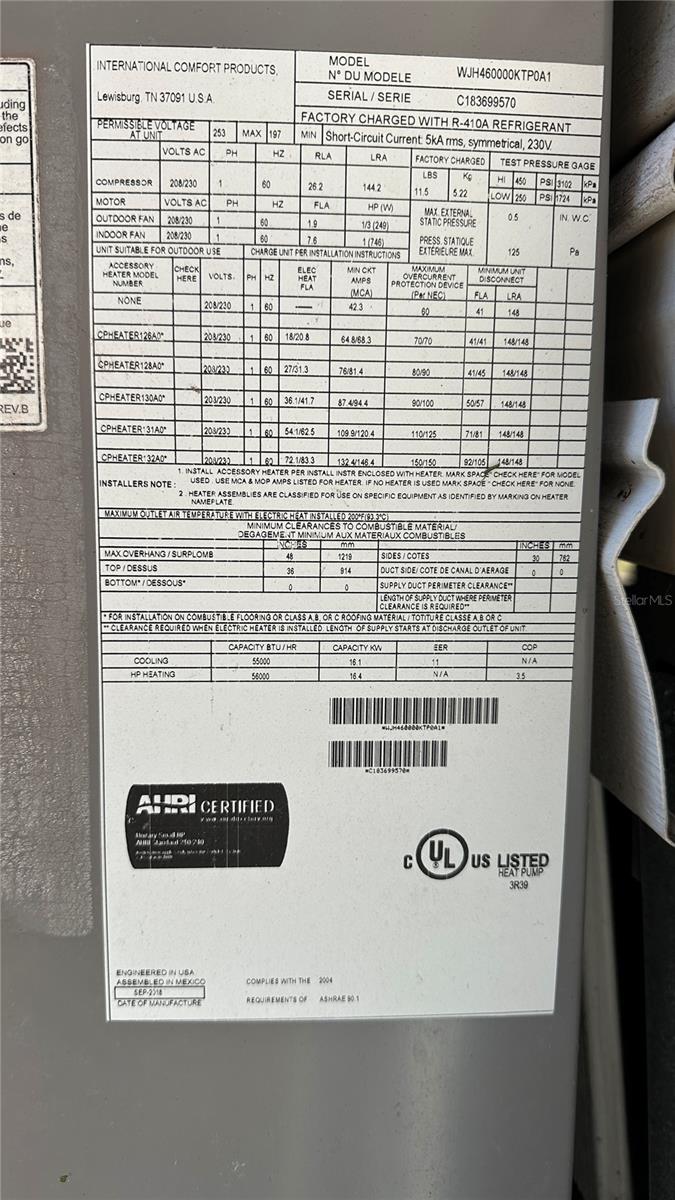 INTERNATIONAL COMFORT PRODUCTS,
Lewisburg, TN 37091 U.S.A.
MODEL
N° DU MODELE WJH460000KTP0A1
SERIAL / SERIE C183699570
FACTORY CHARGED WITH R-410A REFRIGERANT
PERMISSIBLE VOLTAGE AT UNIT 253 MAX 197 MIN Short-Circuit Current: 5kA rms, symmetrical, 230V
VOLTS AC PH HZ RLA LRA FACTORY CHARGED TEST PRESSURE GAGE
COMPRESSOR 208/230 1 60 26.2 144.2 LBS 11.5 Kg 5.22 HI 450 PSI 3102 kPa
LOW 250 PSI 1724 kPa
MOTOR VOLTS AC PH HZ FLA HP (W)
OUTDOOR FAN 208/230 1 60 1.9 1/3 (249) MAX. EXTERNAL STATIC PRESSURE 0.5 IN. W.C.
INDOOR FAN 208/230 1 60 7.6 1 (746) PRESS. STATIQUE EXTÉRIEURE MAX. 125 Pa
UNIT SUITABLE FOR OUTDOOR USE CHARGE UNIT PER INSTALLATION INSTRUCTIONS
ACCESSORY HEATER MODEL NUMBER CHECK HERE VOLTS. PH HZ ELEC HEAT FLA MIN CKT AMPS (MCA) MAXIMUM OVERCURRENT PROTECTION DEVICE (Per NEC) MINIMUM UNIT DISCONNECT FLA LRA
NONE 208/230 1 60 — 42.3 60 41 148
CPHEATER126A0* 208/230 1 60 18/20.8 64.8/68.3 70/70 41/41 148/148
CPHEATER128A0* 208/230 1 60 27/31.3 76/81.4 80/90 41/45 148/148
CPHEATER130A0* 208/230 1 60 36.1/41.7 87.4/94.4 90/100 50/57 148/148
CPHEATER131A0* 208/230 1 60 54.1/62.5 109.9/120.4 110/125 71/81 148/148
CPHEATER132A0* 208/230 1 60 72.1/83.3 132.4/146.4 150/150 92/105 148/148
INSTALLERS NOTE :
1. INSTALL ACCESSORY HEATER PER INSTALL INSTR ENCLOSED WITH HEATER. MARK SPACE " CHECK HERE" FOR MODEL
USED . USE MCA & MOP AMPS LISTED FOR HEATER. IF NO HEATER IS USED MARK SPACE " CHECK HERE" FOR NONE.
2 . HEATER ASSEMBLIES ARE CLASSIFIED FOR USE ON SPECIFIC EQUIPMENT AS IDENTIFIED BY MARKING ON HEATER
NAMEPLATE.
MAXIMUM OUTLET AIR TEMPERATURE WITH ELECTRIC HEAT INSTALLED 200°F(93.3°C)
MINIMUM CLEARANCES TO COMBUSTIBLE MATERIAL/
DEGAGEMENT MINIMUM AUX MATERIAUX COMBUSTIBLES
INCHES mm INCHES mm
MAX.OVERHANG / SURPLOMB 48 1219 SIDES / COTES 30 762
TOP / DESSUS 36 914 DUCT SIDE/ COTE DE CANAL D'AERAGE 0 0
BOTTOM* / DESSOUS* 0 0 SUPPLY DUCT PERIMETER CLEARANCE**
LENGTH OF SUPPLY DUCT WHERE PERIMETER
CLEARANCE IS REQUIRED**
* FOR INSTALLATION ON COMBUSTIBLE FLOORING OR CLASS A,B, OR C ROOFING MATERIAL / TOTITURE CLASSE A,B OR C
** CLEARANCE REQUIRED WHEN ELECTRIC HEATER IS INSTALLED. LENGTH OF SUPPLY STARTS AT DISCHARGE OUTLET OF UNIT.
CAPACITY BTU / HR CAPACITY KW EER COP
COOLING 55000 16.1 11 N/A
HP HEATING 56000 16.4 N/A 3.5
*WJH460000KTP0A1*
*C183699570*
AHRI CERTIFIED
www.ahridirectory.org
C UL US LISTED
HEAT PUMP
3R39
ENGINEERED IN USA
ASSEMBLED IN MEXICO
SEP-2018
DATE OF MANUFACTURE
COMPLIES WITH THE 2004
REQUIREMENTS OF ASHRAE 90.1
REV.B
StellarMLS